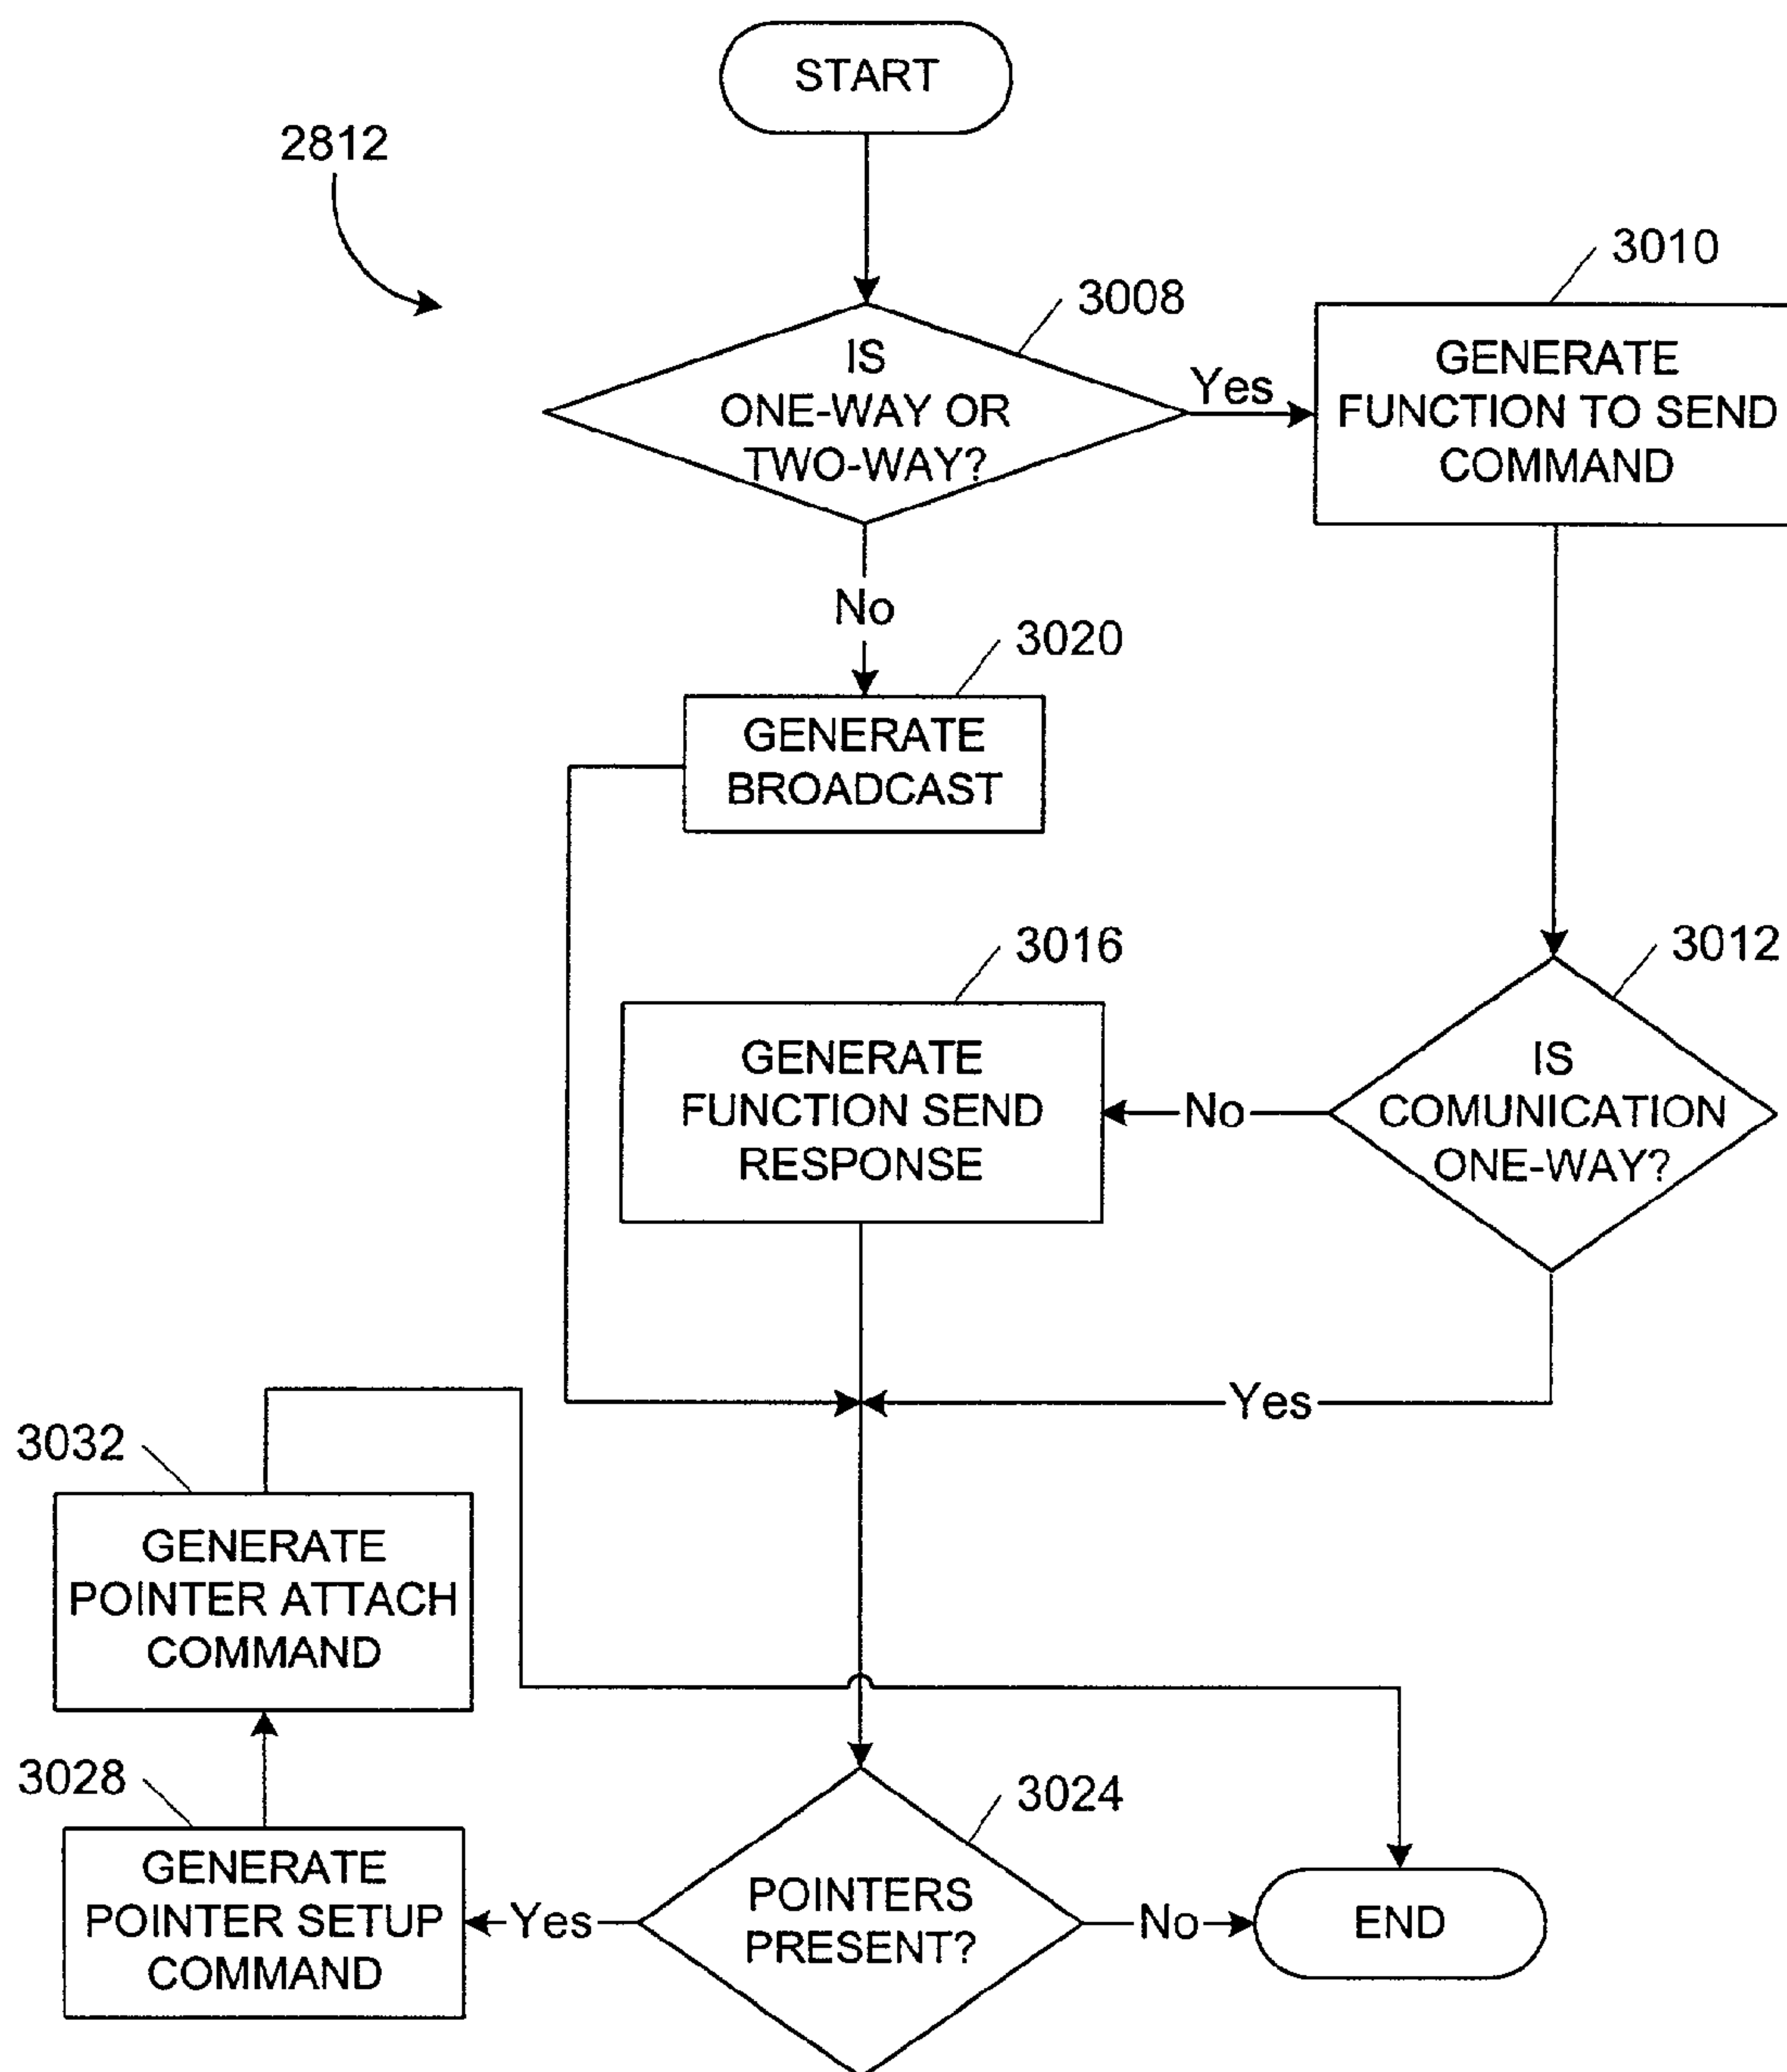 START
2812
3008
3010
IS
ONE-WAY OR
TWO-WAY?
Yes
GENERATE
FUNCTION TO SEND
COMMAND
No
3020
GENERATE
BROADCAST
3016
3012
GENERATE
FUNCTION SEND
RESPONSE
No
IS
COMUNICATION
ONE-WAY?
Yes
3032
GENERATE
POINTER ATTACH
COMMAND
3028
3024
GENERATE
POINTER SETUP
COMMAND
Yes
POINTERS
PRESENT?
No
END